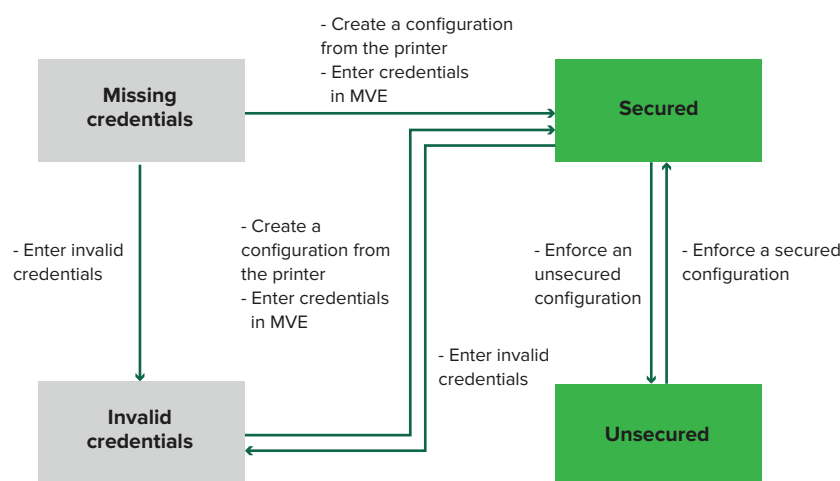 - Create a configuration
from the printer
- Enter credentials
in MVE
Missing
credentials
Secured
- Enter invalid
credentials
- Create a
configuration from
the printer
- Enter credentials
in MVE
- Enforce an
unsecured
configuration
- Enforce a secured
configuration
- Enter invalid
credentials
Invalid
credentials
Unsecured